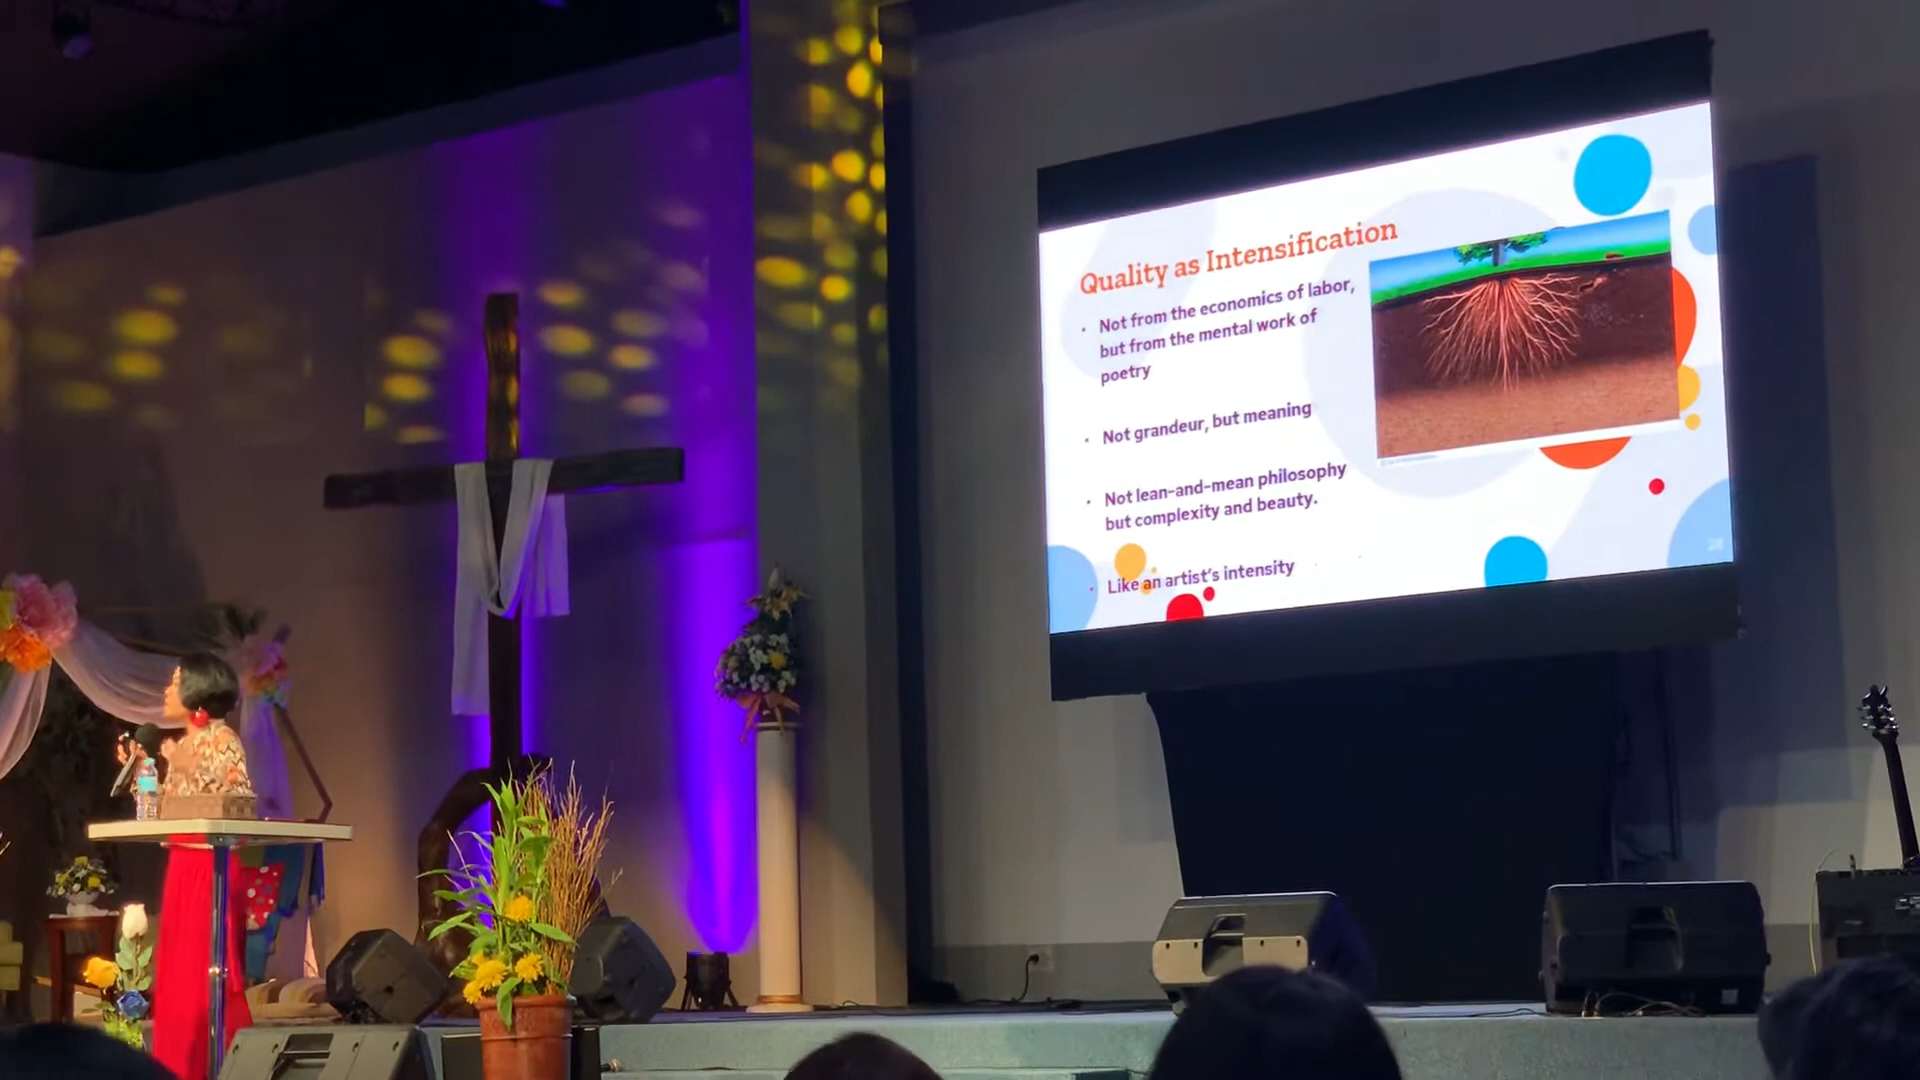 Quality as Intensification
• Not from the economics of labor,
but from the mental work of
poetry
• Not grandeur, but meaning
• Not lean-and-mean philosophy
but complexity and beauty.
• Like an artist's intensity